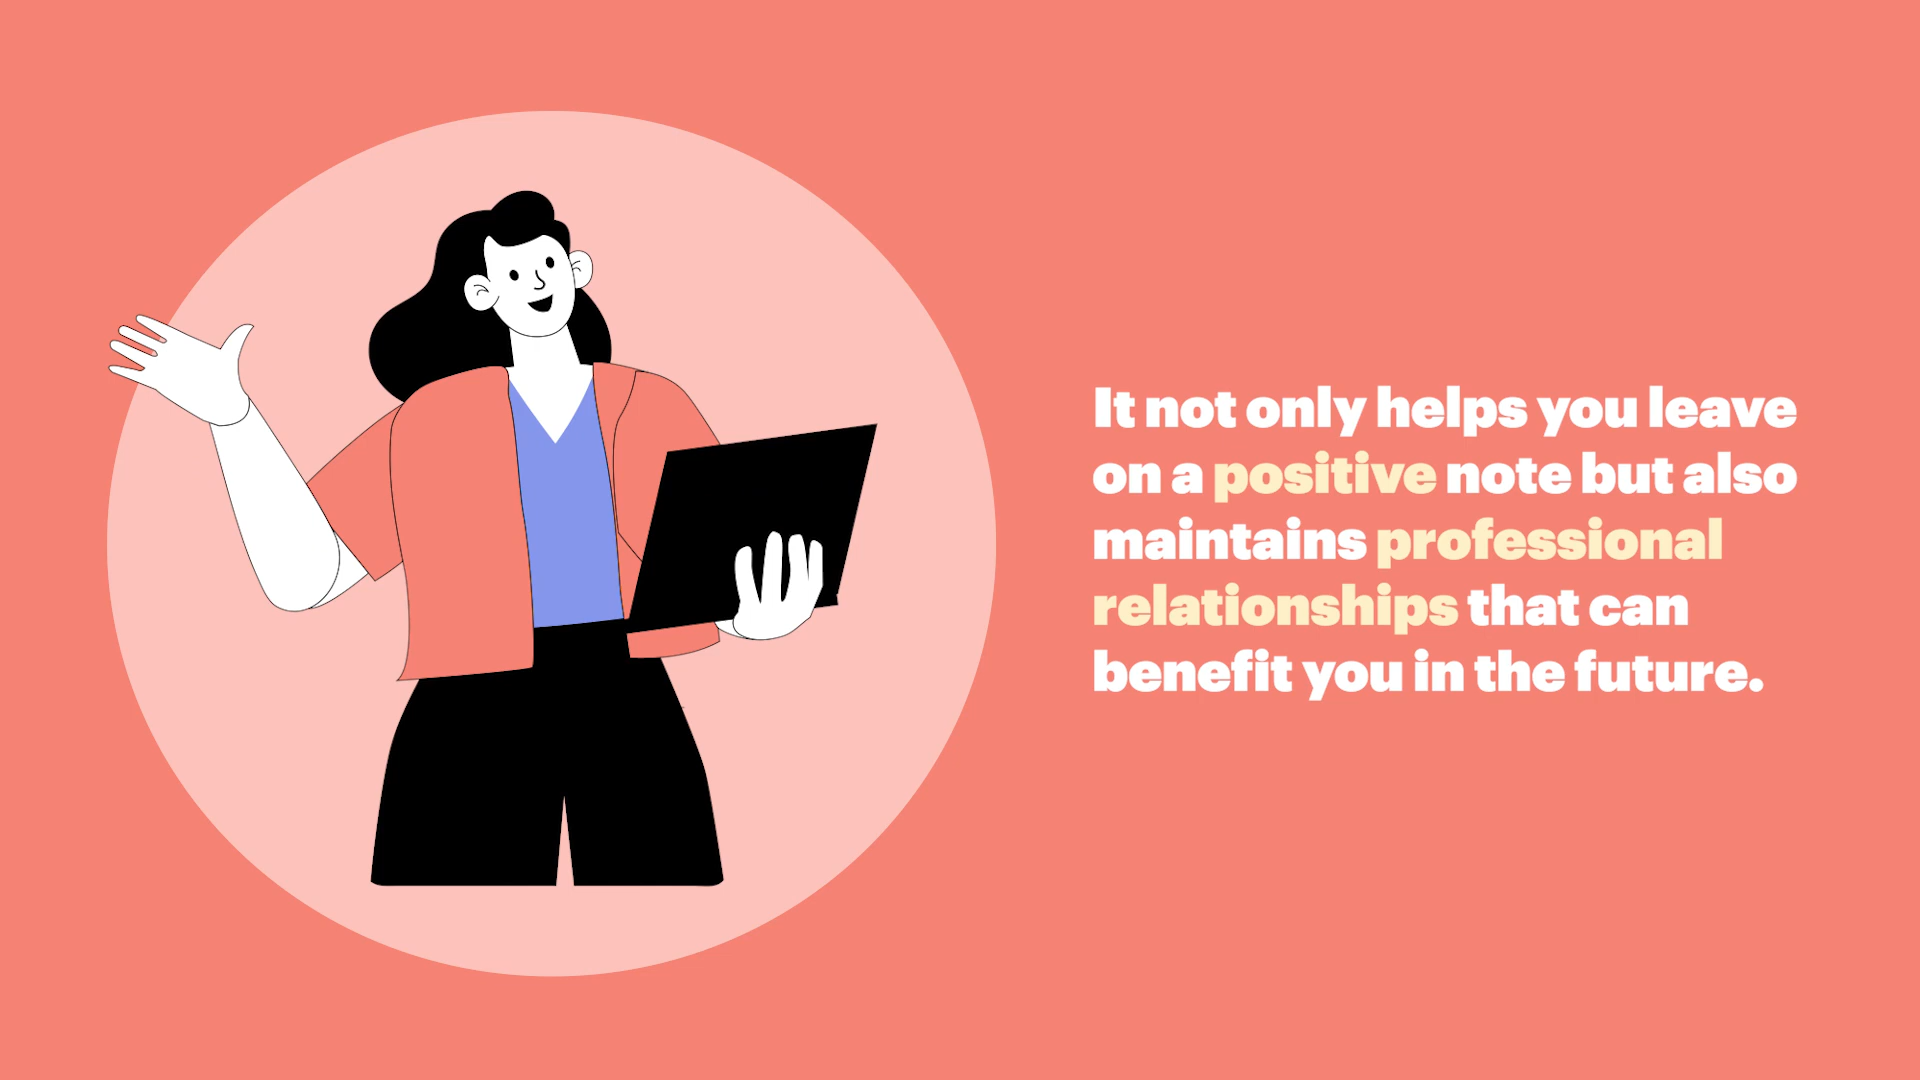 It not only helps you leave
on a positive note but also
maintains professional
relationships that can
benefit you in the future.